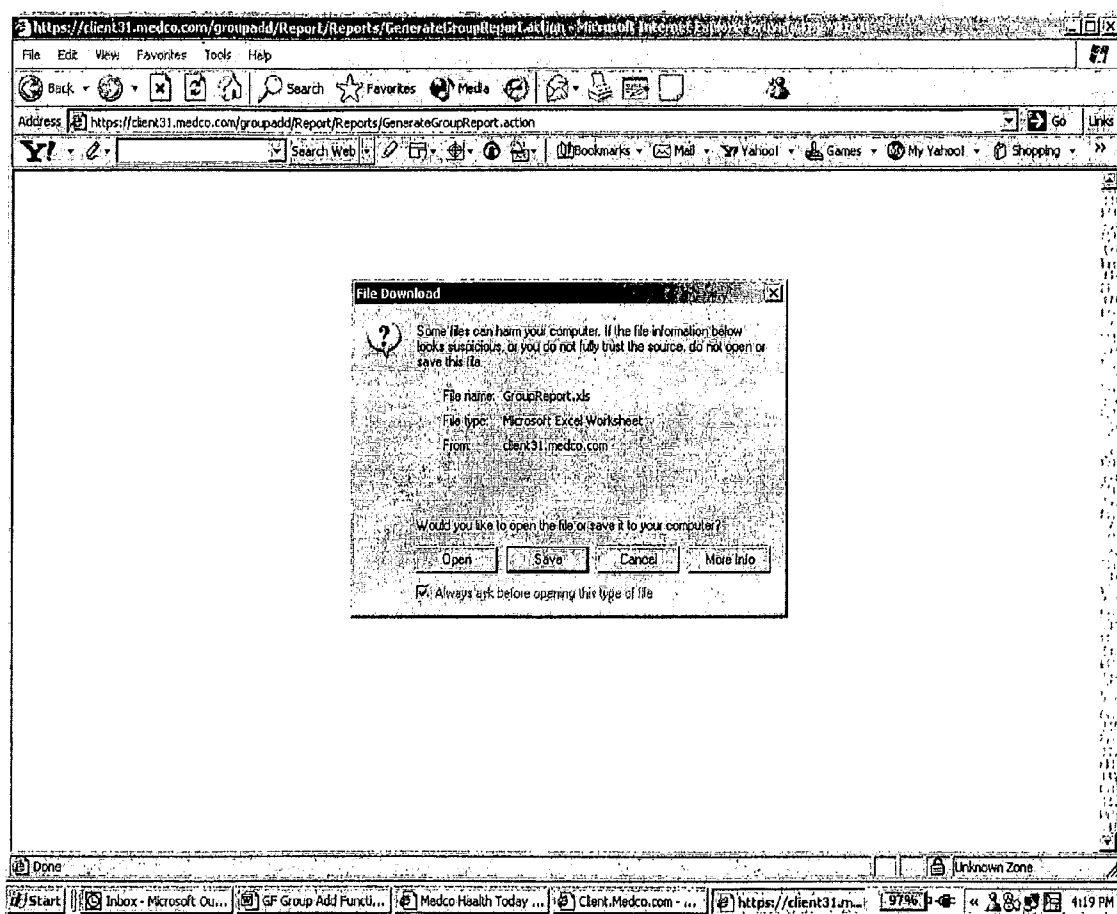 https://client31.medco.com/groupadd/Report/Reports/GenerateGroupReport.action - Microsoft Internet Explorer
File Edit View Favorites Tools Help
Back Search Favorites Media
Address https://client31.medco.com/groupadd/Report/Reports/GenerateGroupReport.action Go Links
Y! Search Web Bookmarks Mail Yahoo! Games My Yahoo! Shopping »
File Download
Some files can harm your computer. If the file information below
looks suspicious, or you do not fully trust the source, do not open or
save this file.
File name: GroupReport.xls
File type: Microsoft Excel Worksheet
From: client31.medco.com
Would you like to open the file or save it to your computer?
Open Save Cancel More Info
Always ask before opening this type of file
Done Unknown Zone
Start Inbox - Microsoft Ou... GF Group Add Functi... Medco Health Today ... Client.Medco.com - ... https://client31.m... 97% « 4:19 PM